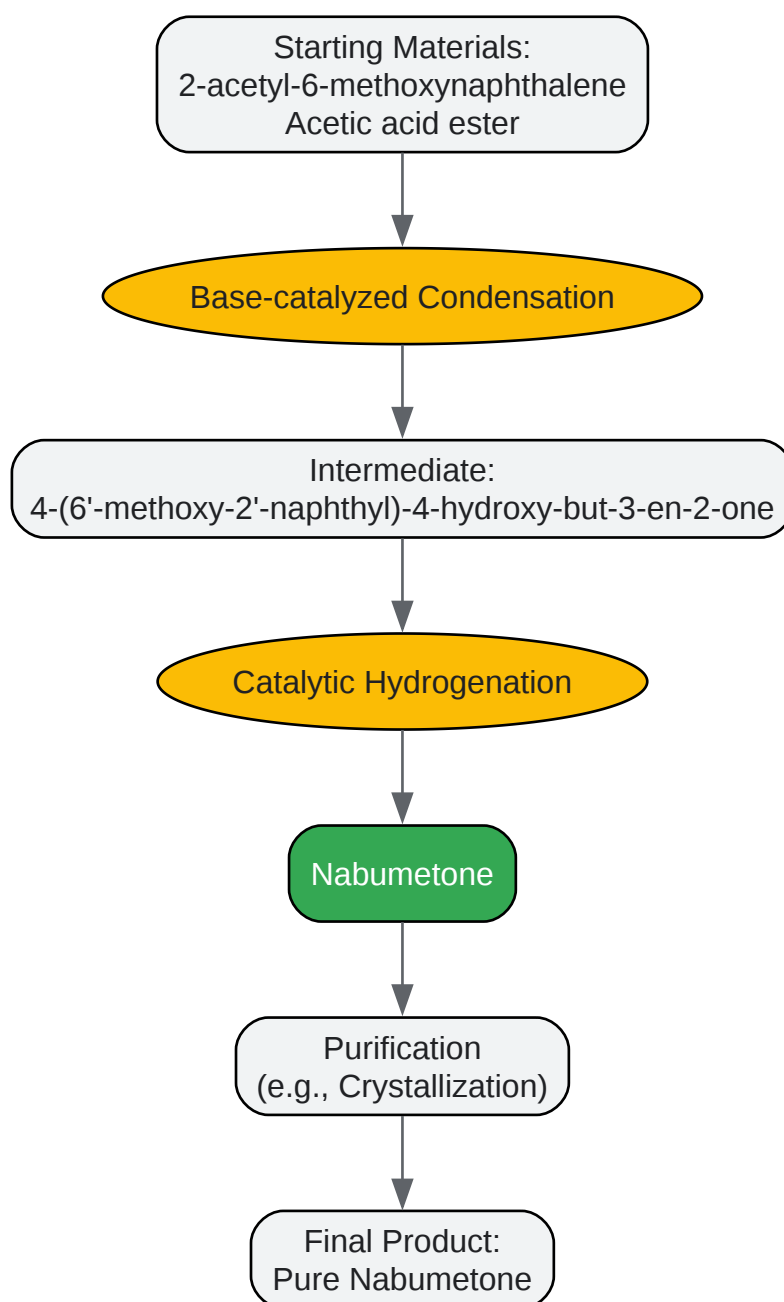 Starting Materials:
2-acetyl-6-methoxynaphthalene
Acetic acid ester
Base-catalyzed Condensation
Intermediate:
4-(6'-methoxy-2'-naphthyl)-4-hydroxy-but-3-en-2-one
Catalytic Hydrogenation
Nabumetone
Purification
(e.g., Crystallization)
Final Product:
Pure Nabumetone